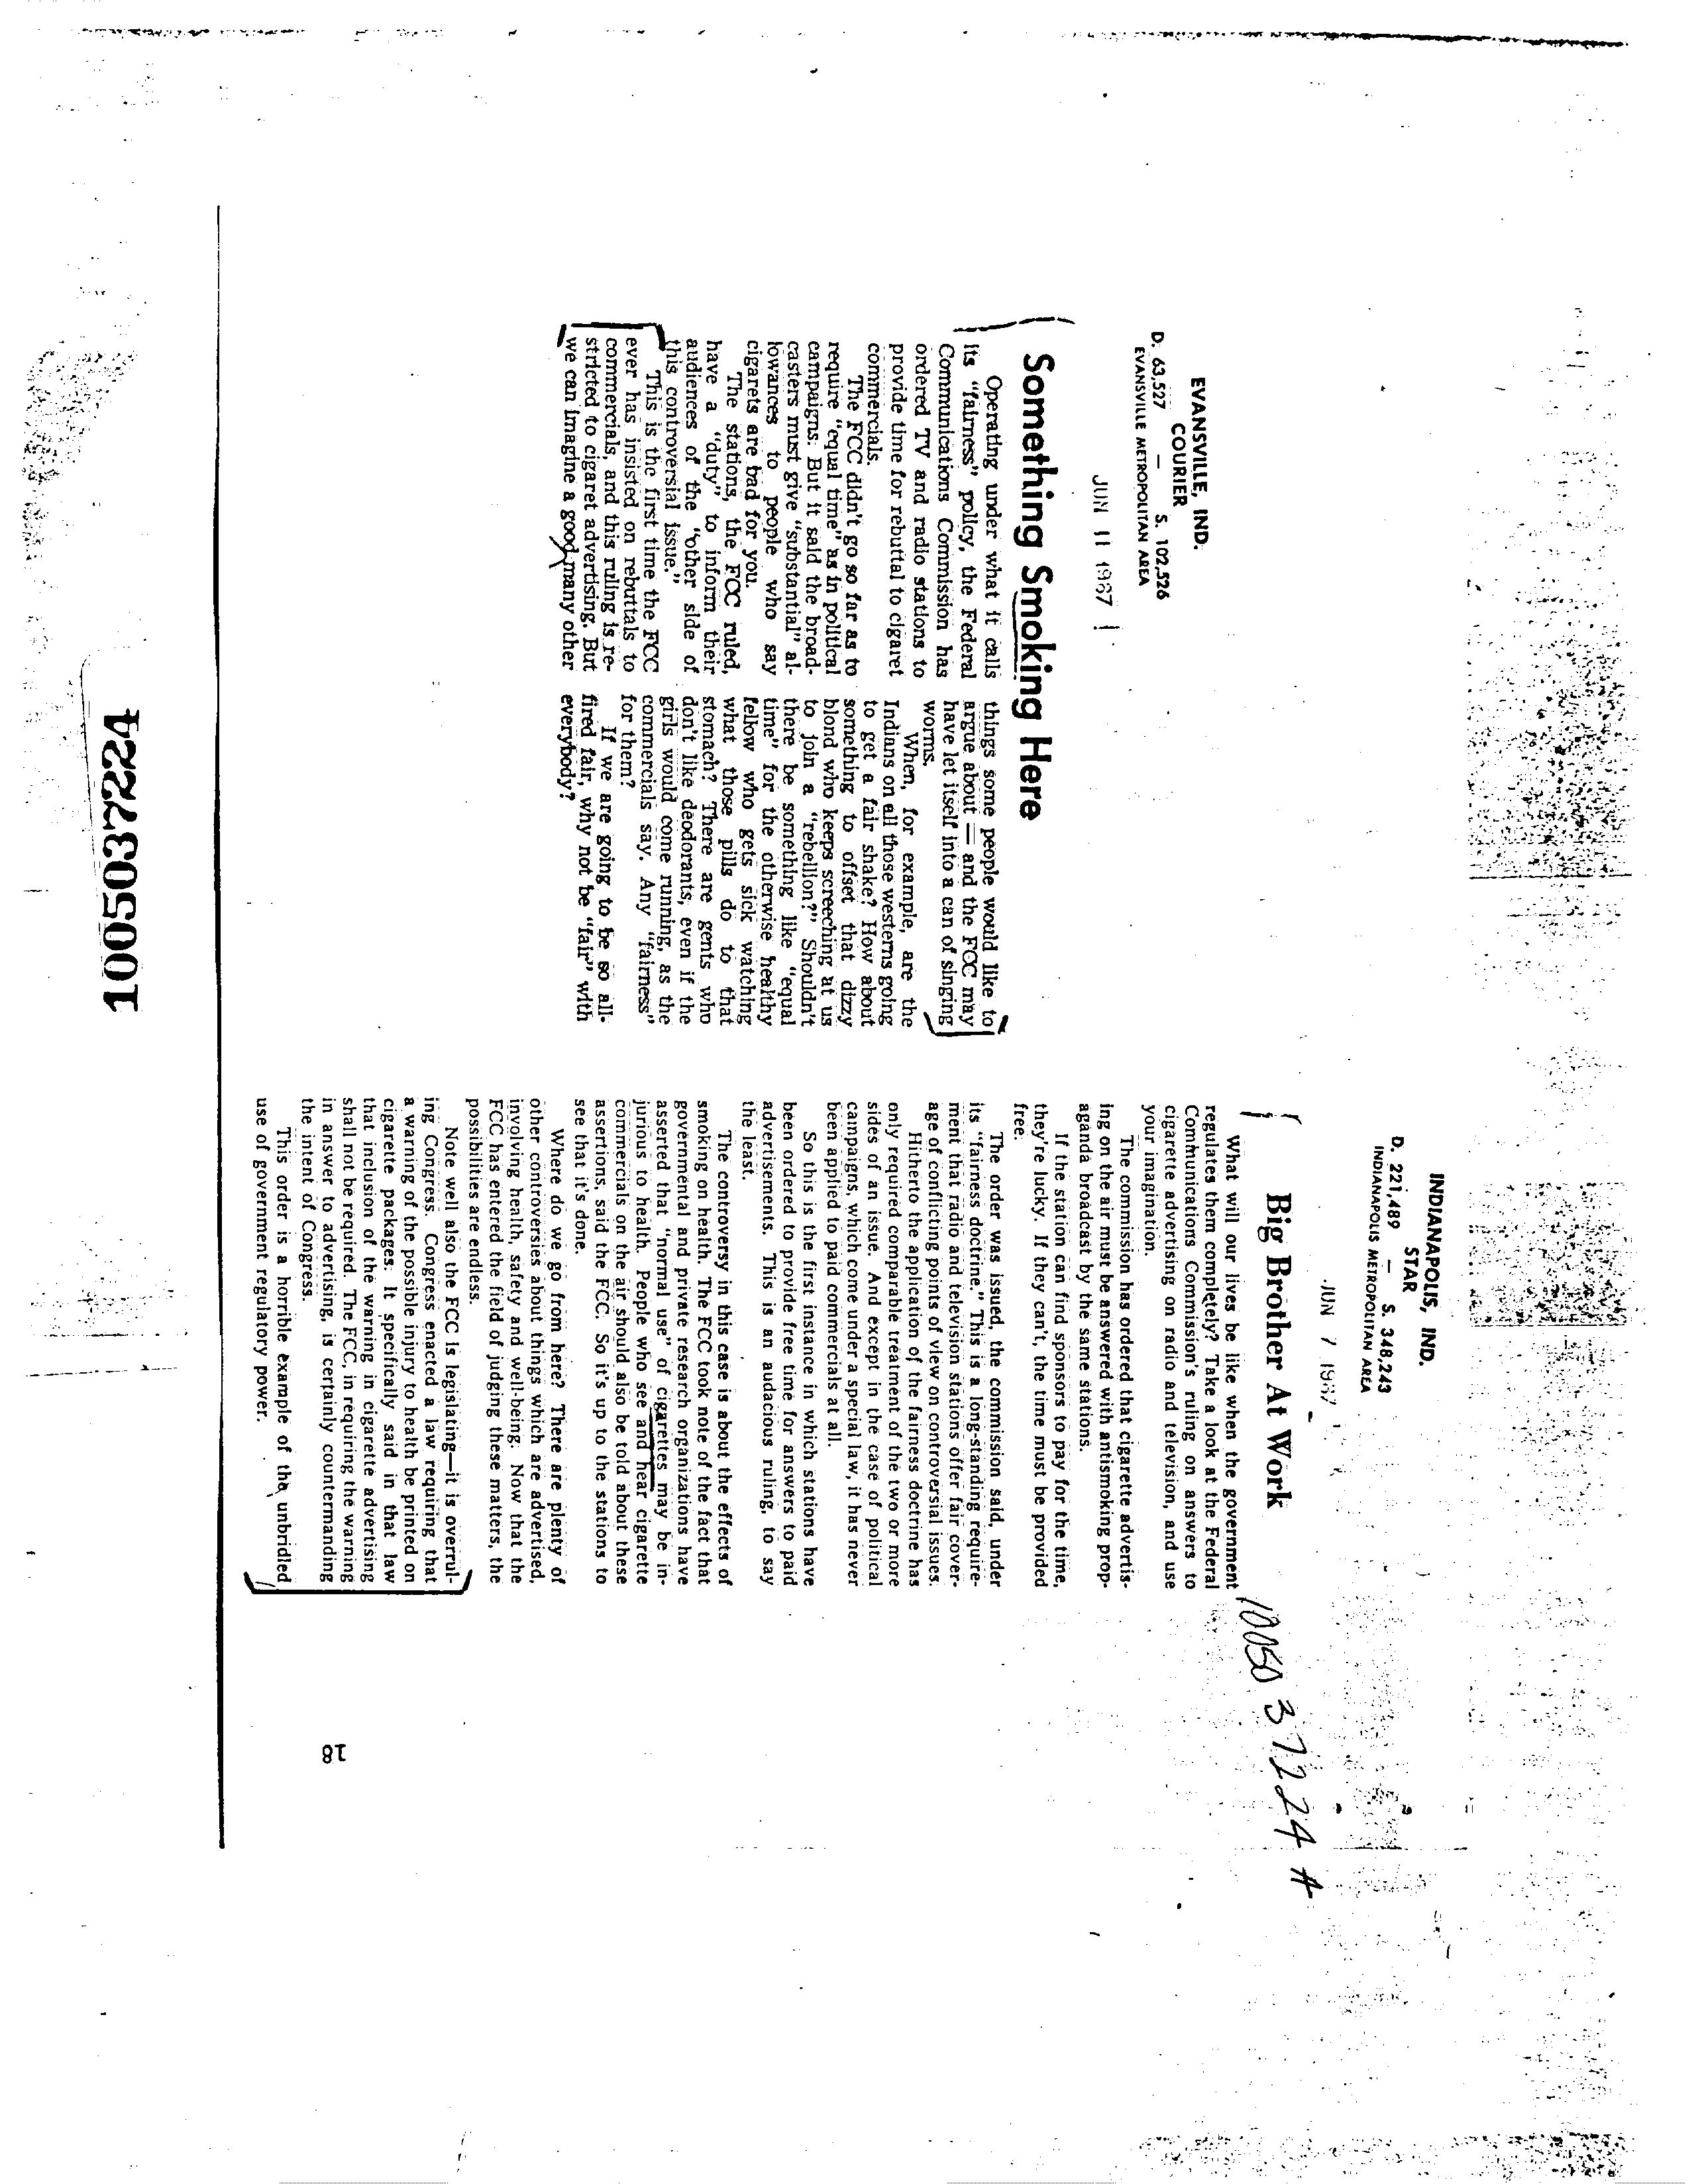 EVANSVILLE, IND.
COURIER
D. 63,527 — S. 102,526
EVANSVILLE METROPOLITAN AREA
JUN 11 1967
Something Smoking Here
Operating under what it calls
its "fairness" policy, the Federal
Communications Commission has
ordered TV and radio stations to
provide time for rebuttal to cigaret
commercials.
The FCC didn't go so far as to
require "equal time" as in political
campaigns. But it said the broad-
casters must give "substantial" al-
lowances to people who say
cigarets are bad for you.
The stations, the FCC ruled,
have a "duty" to inform their
audiences of the "other side of
this controversial issue."
This is the first time the FCC
ever has insisted on rebuttals to
commercials, and this ruling is re-
stricted to cigaret advertising. But
we can imagine a good many other
things some people would like to
argue about — and the FCC may
have let itself into a can of singing
worms.
When, for example, are the
Indians on all those westerns going
to get a fair shake? How about
something to offset that dizzy
blond who keeps screeching at us
to join a "rebellion?" Shouldn't
there be something like "equal
time" for the otherwise healthy
fellow who gets sick watching
what those pills do to that
stomach? There are gents who
don't like deodorants, even if the
girls would come running, as the
commercials say. Any "fairness"
for them?
If we are going to be so all-
fired fair, why not be "fair" with
everybody?
INDIANAPOLIS, IND.
STAR
D. 221,489 — S. 348,243
INDIANAPOLIS METROPOLITAN AREA
JUN 7 1967
Big Brother At Work
What will our lives be like when the government
regulates them completely? Take a look at the Federal
Communications Commission's ruling on answers to
cigarette advertising on radio and television, and use
your imagination.
The commission has ordered that cigarette advertis-
ing on the air must be answered with antismoking prop-
aganda broadcast by the same stations.
If the station can find sponsors to pay for the time,
they're lucky. If they can't, the time must be provided
free.
The order was issued, the commission said, under
its "fairness doctrine." This is a long-standing require-
ment that radio and television stations offer fair cover-
age of conflicting points of view on controversial issues.
Hitherto the application of the fairness doctrine has
only required comparable treatment of the two or more
sides of an issue. And except in the case of political
campaigns, which come under a special law, it has never
been applied to paid commercials at all.
So this is the first instance in which stations have
been ordered to provide free time for answers to paid
advertisements. This is an audacious ruling, to say
the least.
The controversy in this case is about the effects of
smoking on health. The FCC took note of the fact that
governmental and private research organizations have
asserted that "normal use" of cigarettes may be in-
jurious to health. People who see and hear cigarette
commercials on the air should also be told about these
assertions, said the FCC. So it's up to the stations to
see that it's done.
Where do we go from here? There are plenty of
other controversies about things which are advertised,
involving health, safety and well-being. Now that the
FCC has entered the field of judging these matters, the
possibilities are endless.
Note well also the FCC is legislating—it is overrul-
ing Congress. Congress enacted a law requiring that
a warning of the possible injury to health be printed on
cigarette packages. It specifically said in that law
that inclusion of the warning in cigarette advertising
shall not be required. The FCC, in requiring the warning
in answer to advertising, is certainly countermanding
the intent of Congress.
This order is a horrible example of the unbridled
use of government regulatory power.
10050 37224 #
18
1005037224